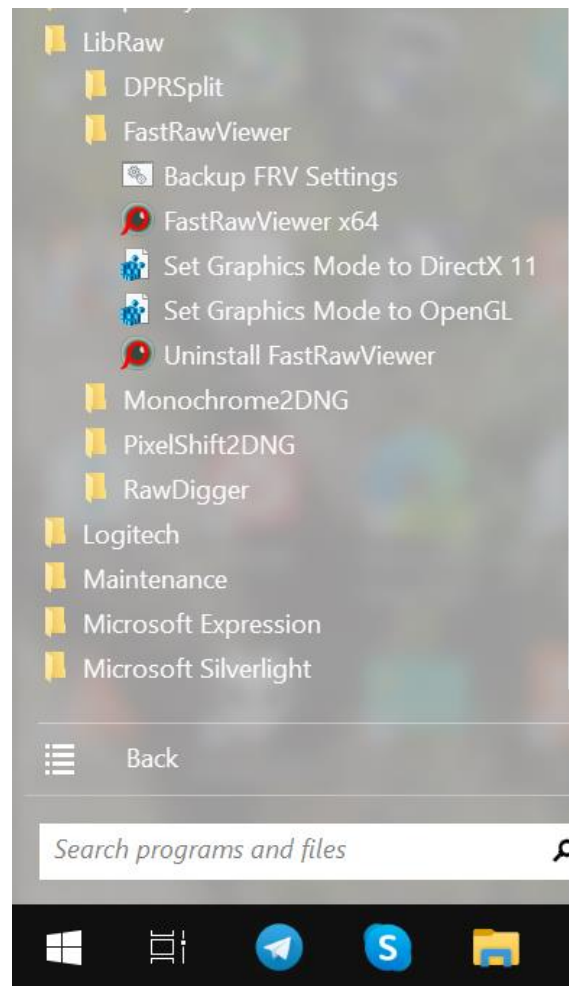 LibRaw
DPRSplit
FastRawViewer
Backup FRV Settings
FastRawViewer x64
Set Graphics Mode to DirectX 11
Set Graphics Mode to OpenGL
Uninstall FastRawViewer
Monochrome2DNG
PixelShift2DNG
RawDigger
Logitech
Maintenance
Microsoft Expression
Microsoft Silverlight
Back
Search programs and files
S